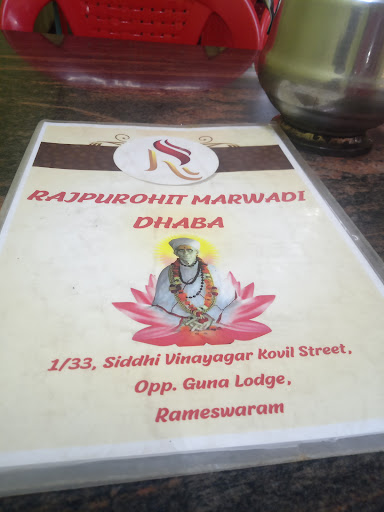 RAJPUROHIT MARWADI
DHABA
1/33, Siddhi Vinayagar Kovil Street,
Opp. Guna Lodge,
Rameswaram